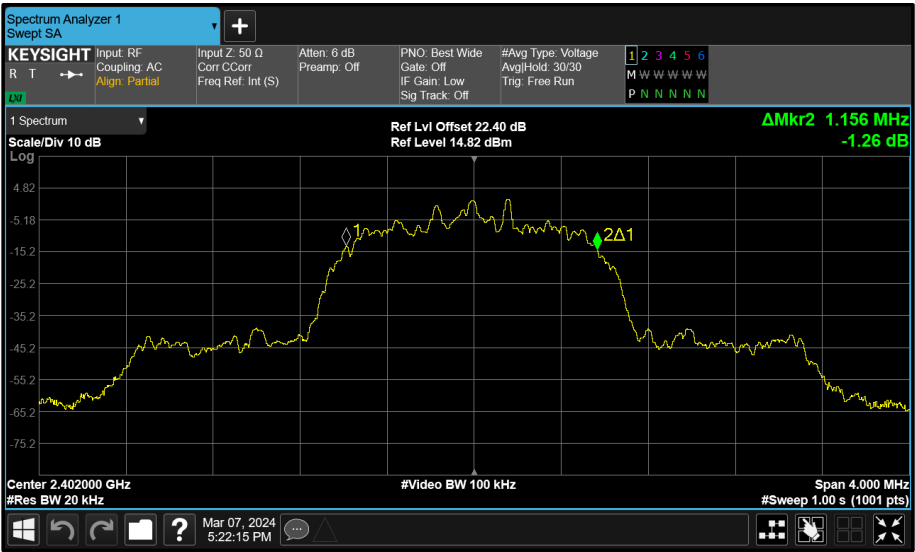 Spectrum Analyzer 1
Swept SA
+
KEYSIGHT
R T
LXI
Input: RF
Coupling: AC
Align: Partial
Input Z: 50 Ω
Corr CCorr
Freq Ref: Int (S)
Atten: 6 dB
Preamp: Off
PNO: Best Wide
Gate: Off
IF Gain: Low
Sig Track: Off
#Avg Type: Voltage
Avg|Hold: 30/30
Trig: Free Run
1 2 3 4 5 6
M W W W W W
P N N N N N
1 Spectrum
Scale/Div 10 dB
Ref Lvl Offset 22.40 dB
Ref Level 14.82 dBm
ΔMkr2 1.156 MHz
-1.26 dB
Log
4.82
-5.18
-15.2
-25.2
-35.2
-45.2
-55.2
-65.2
-75.2
1
2Δ1
Center 2.402000 GHz
#Res BW 20 kHz
#Video BW 100 kHz
Span 4.000 MHz
#Sweep 1.00 s (1001 pts)
?
Mar 07, 2024
5:22:15 PM